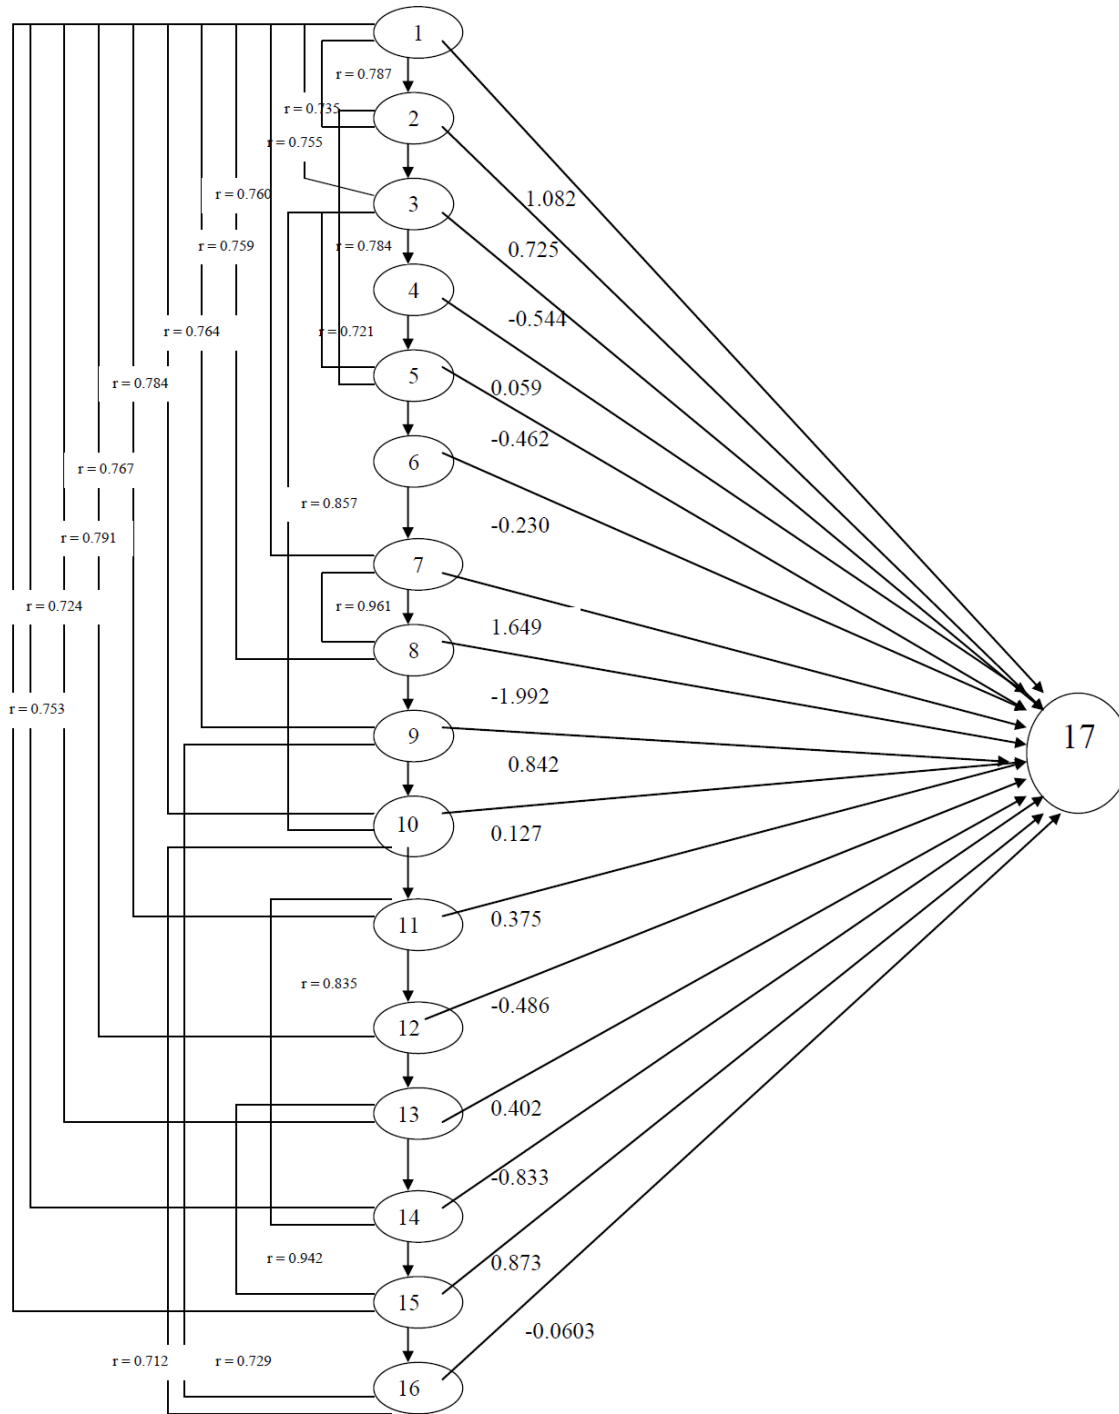 1
r = 0.787
r = 0.735
2
r = 0.755
r = 0.760
3
1.082
r = 0.759
r = 0.784
0.725
4
-0.544
r = 0.764
r = 0.721
r = 0.784
5
0.059
-0.462
r = 0.767
6
r = 0.857
-0.230
r = 0.791
7
r = 0.724
r = 0.961
1.649
8
-1.992
r = 0.753
9
17
0.842
10
0.127
11
0.375
r = 0.835
-0.486
12
13
0.402
-0.833
14
r = 0.942
0.873
15
-0.0603
r = 0.712
r = 0.729
16